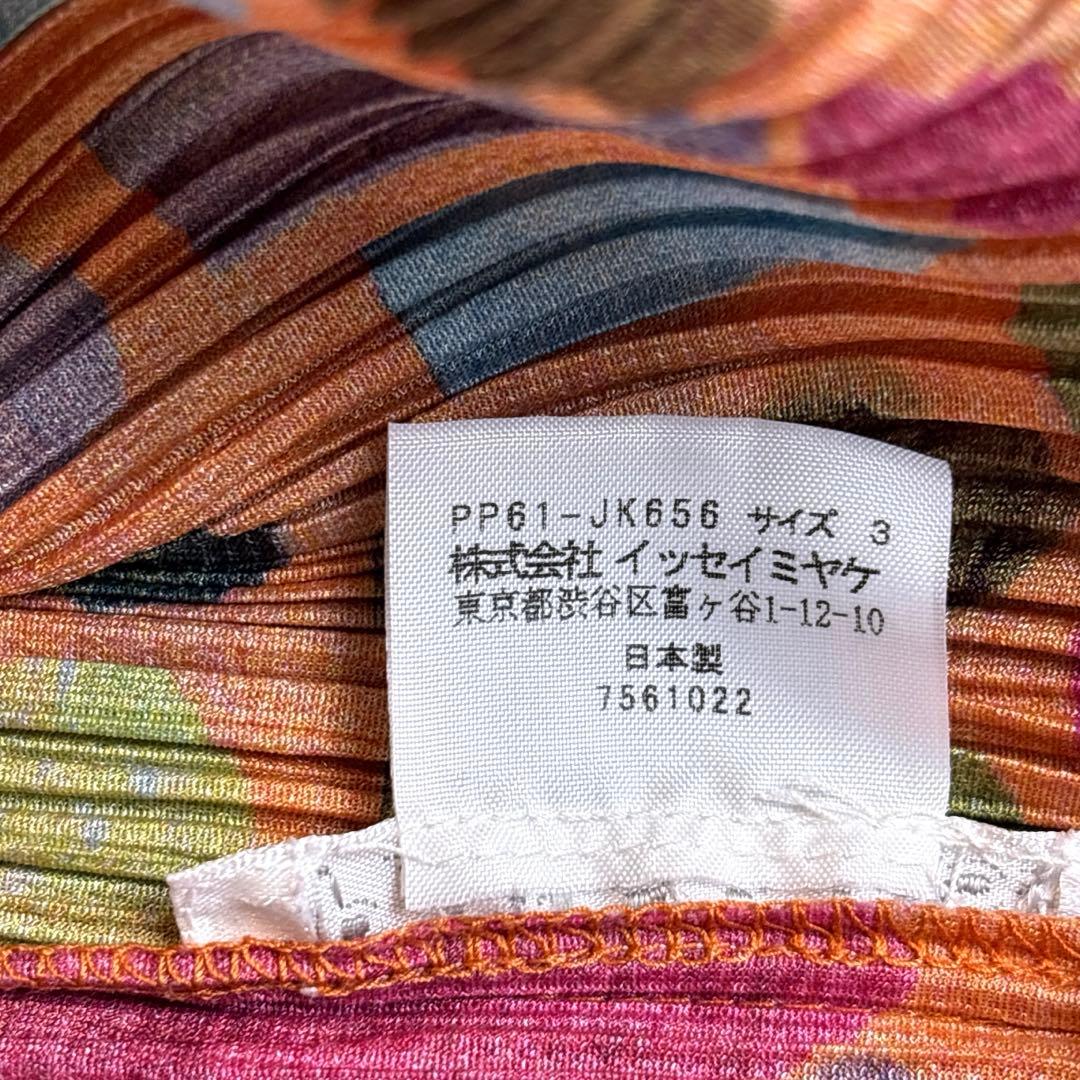 PP61-JK656 サイズ 3
株式会社 イッセイミヤケ
東京都渋谷区富ヶ谷1-12-10
日本製
7561022